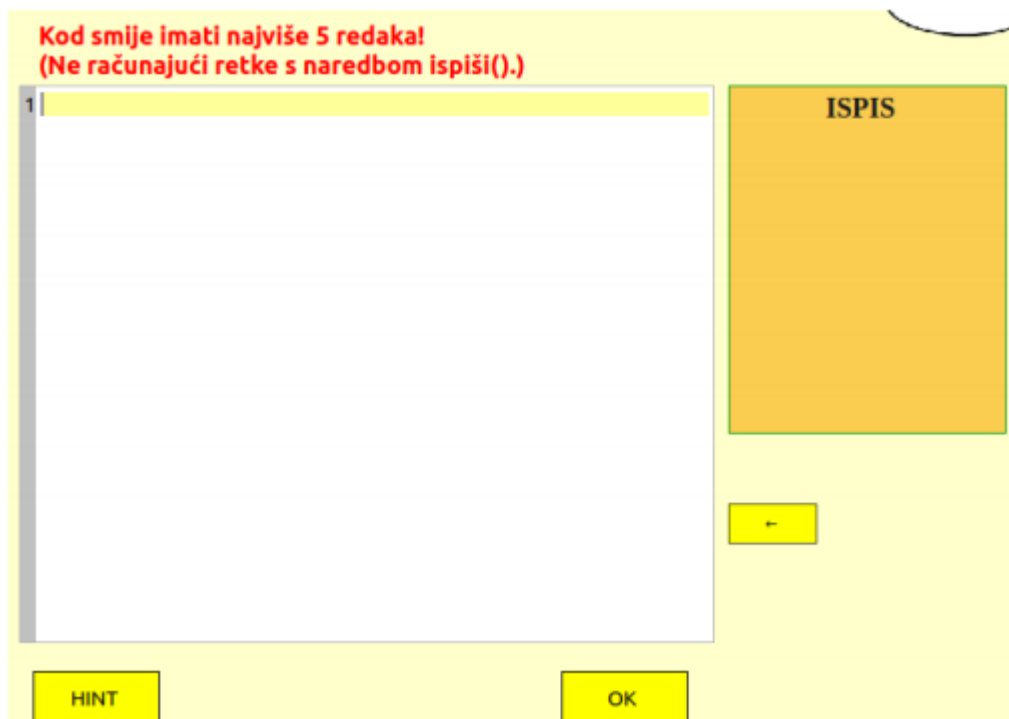 Kod smije imati najviše 5 redaka!
(Ne računajući retke s naredbom ispiši().)
1
ISPIS
←
HINT
OK